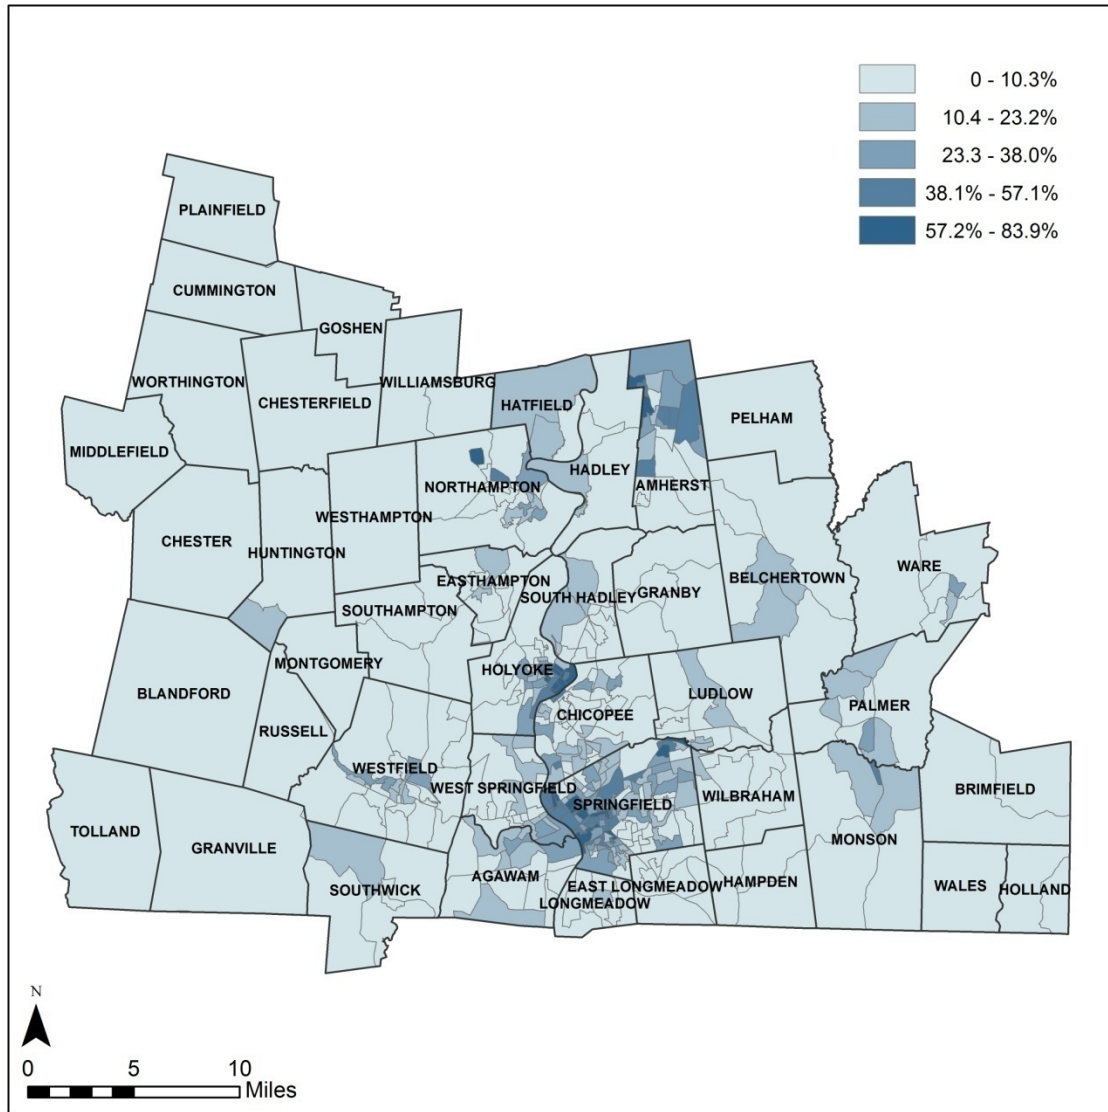 0 - 10.3%
10.4 - 23.2%
23.3 - 38.0%
38.1% - 57.1%
57.2% - 83.9%
PLAINFIELD
CUMMINGTON
GOSHEN
WORTHINGTON
WILLIAMSBURG
CHESTERFIELD
HATFIELD
PELHAM
MIDDLEFIELD
HADLEY
NORTHAMPTON
AMHERST
WESTHAMPTON
CHESTER
HUNTINGTON
WARE
EASTHAMPTON
BELCHERTOWN
SOUTH HADLEY
GRANBY
SOUTHAMPTON
MONTGOMERY
HOLYOKE
BLANDFORD
LUDLOW
PALMER
CHICOPEE
RUSSELL
WESTFIELD
WEST SPRINGFIELD
BRIMFIELD
WILBRAHAM
SPRINGFIELD
TOLLAND
MONSON
GRANVILLE
AGAWAM
HAMPDEN
EAST LONGMEADOW
SOUTHWICK
WALES
HOLLAND
LONGMEADOW
N
0 5 10
Miles